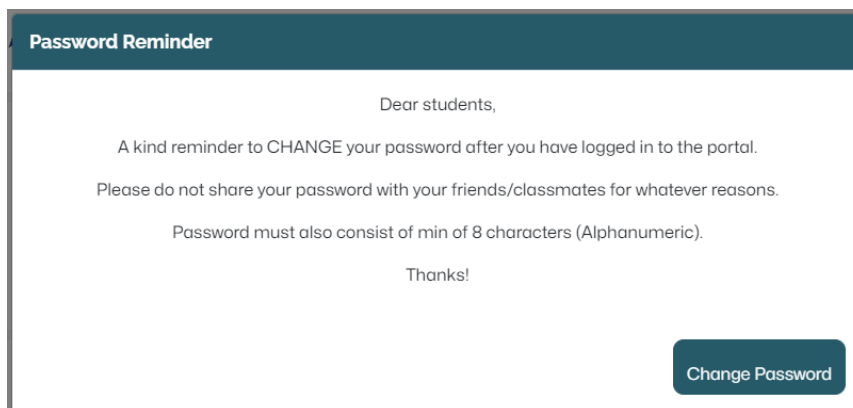 Password Reminder
Dear students,
A kind reminder to CHANGE your password after you have logged in to the portal.
Please do not share your password with your friends/classmates for whatever reasons.
Password must also consist of min of 8 characters (Alphanumeric).
Thanks!
Change Password